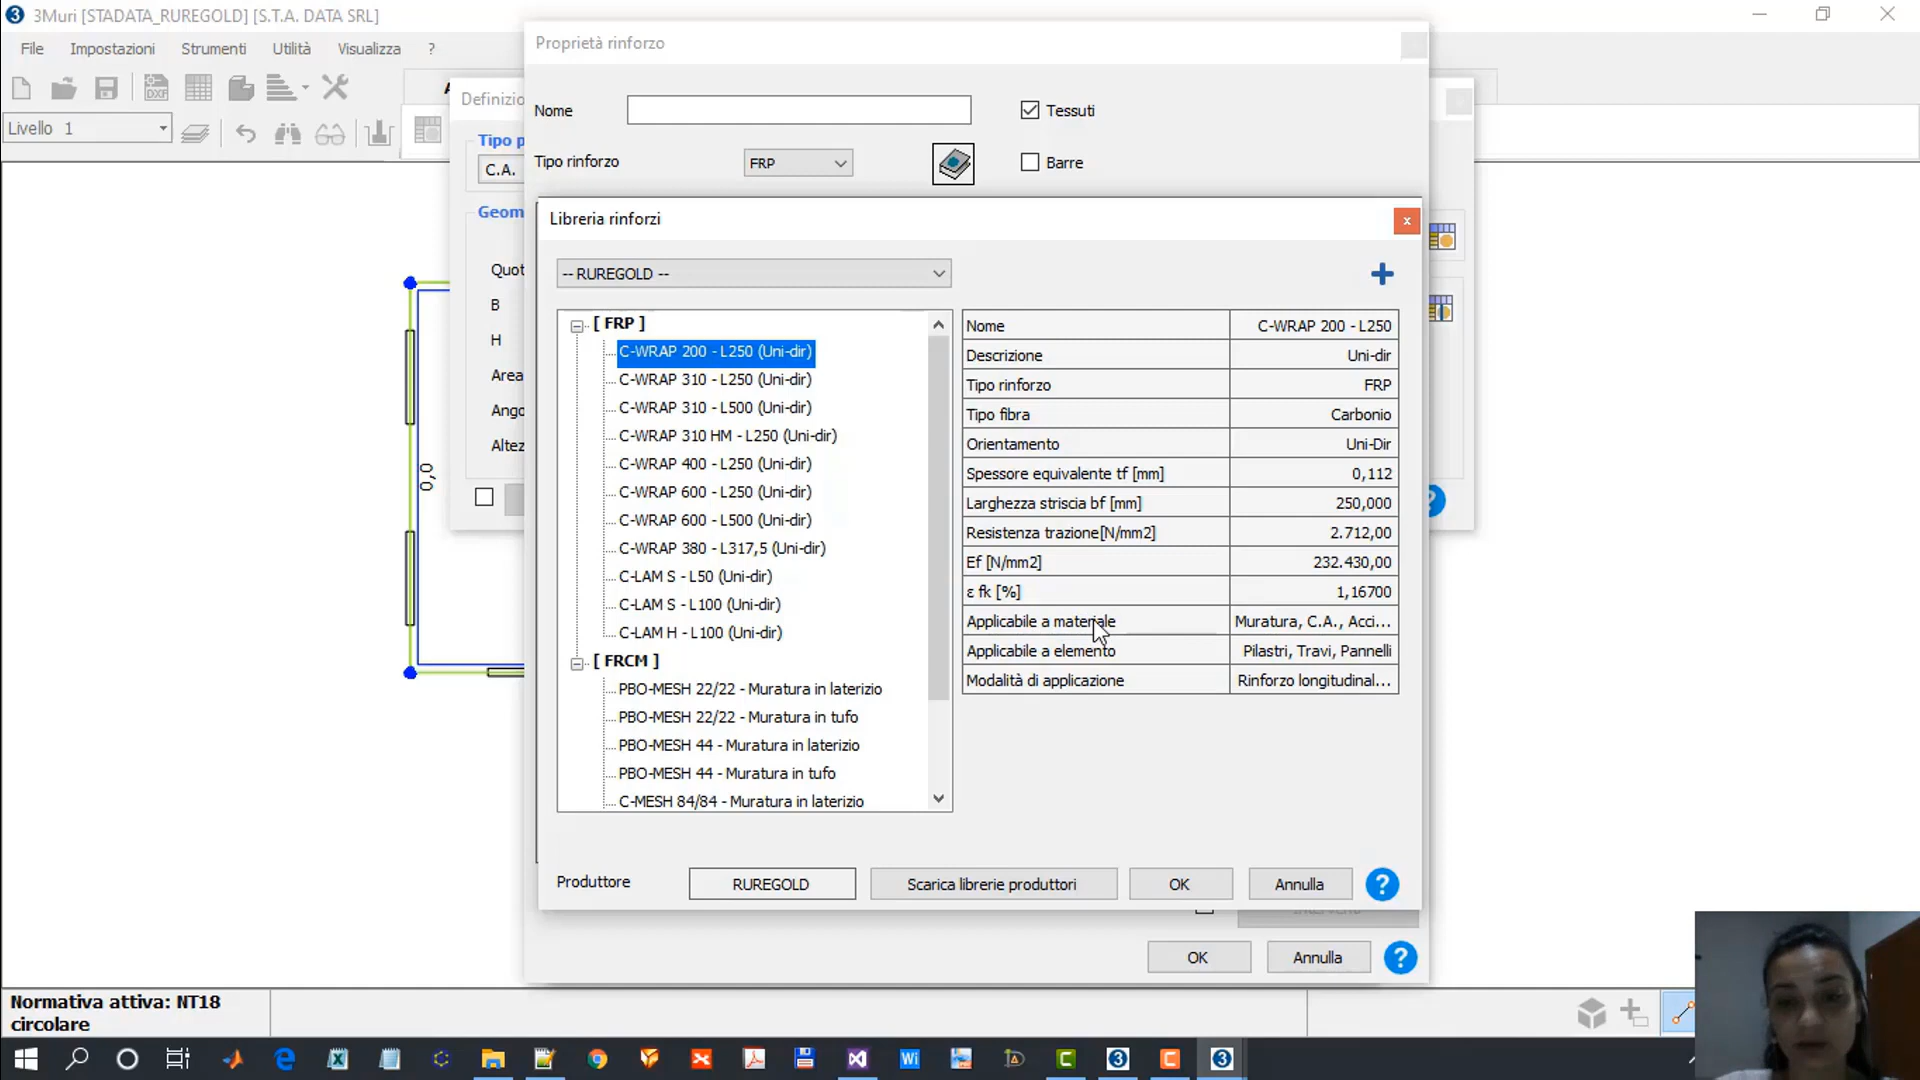 3Muri [STADATA_RUREGOLD] [S.T.A. DATA SRL]
File Impostazioni Strumenti Utilità Visualizza ?
Livello 1
Definizio
Tipo p
C.A.
Geom
Quot
B
H
Area
Ango
Altez
0,0
Proprietà rinforzo
Nome
Tessuti
Tipo rinforzo FRP
Barre
Libreria rinforzi
-- RUREGOLD --
[ FRP ]
C-WRAP 200 - L250 (Uni-dir)
C-WRAP 310 - L250 (Uni-dir)
C-WRAP 310 - L500 (Uni-dir)
C-WRAP 310 HM - L250 (Uni-dir)
C-WRAP 400 - L250 (Uni-dir)
C-WRAP 600 - L250 (Uni-dir)
C-WRAP 600 - L500 (Uni-dir)
C-WRAP 380 - L317,5 (Uni-dir)
C-LAM S - L50 (Uni-dir)
C-LAM S - L100 (Uni-dir)
C-LAM H - L100 (Uni-dir)
[ FRCM ]
PBO-MESH 22/22 - Muratura in laterizio
PBO-MESH 22/22 - Muratura in tufo
PBO-MESH 44 - Muratura in laterizio
PBO-MESH 44 - Muratura in tufo
C-MESH 84/84 - Muratura in laterizio
Nome C-WRAP 200 - L250
Descrizione Uni-dir
Tipo rinforzo FRP
Tipo fibra Carbonio
Orientamento Uni-Dir
Spessore equivalente tf [mm] 0,112
Larghezza striscia bf [mm] 250,000
Resistenza trazione[N/mm2] 2.712,00
Ef [N/mm2] 232.430,00
ε fk [%] 1,16700
Applicabile a materiale Muratura, C.A., Acci...
Applicabile a elemento Pilastri, Travi, Pannelli
Modalità di applicazione Rinforzo longitudinal...
Produttore RUREGOLD Scarica librerie produttori OK Annulla ?
OK Annulla ?
Normativa attiva: NT18
circolare